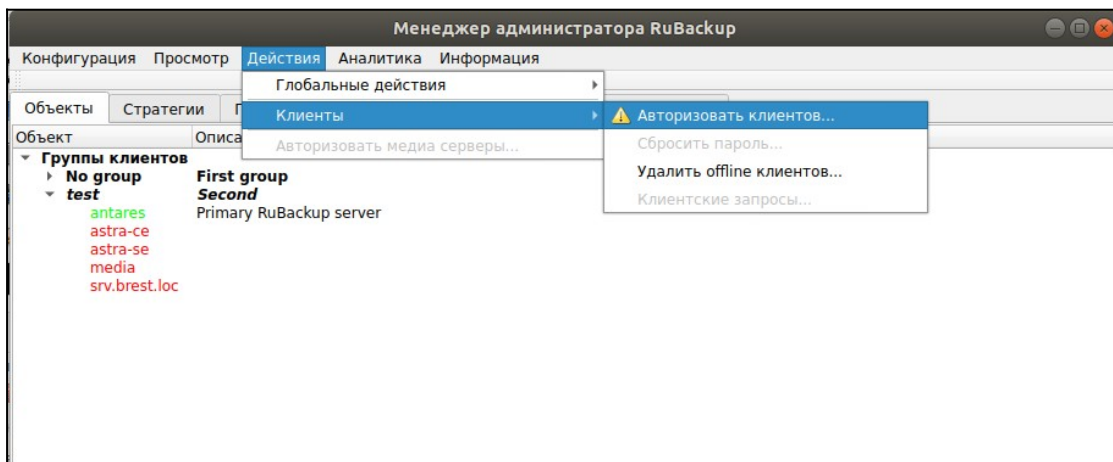 Менеджер администратора RuBackup
Конфигурация Просмотр Действия Аналитика Информация
Глобальные действия
Объекты Стратегии
Клиенты
Авторизовать клиентов...
Объект
Авторизовать медиа серверы...
Сбросить пароль...
Группы клиентов
Удалить offline клиентов...
No group First group
test Second
Клиентские запросы...
antares Primary RuBackup server
astra-ce
astra-se
media
srv.brest.loc